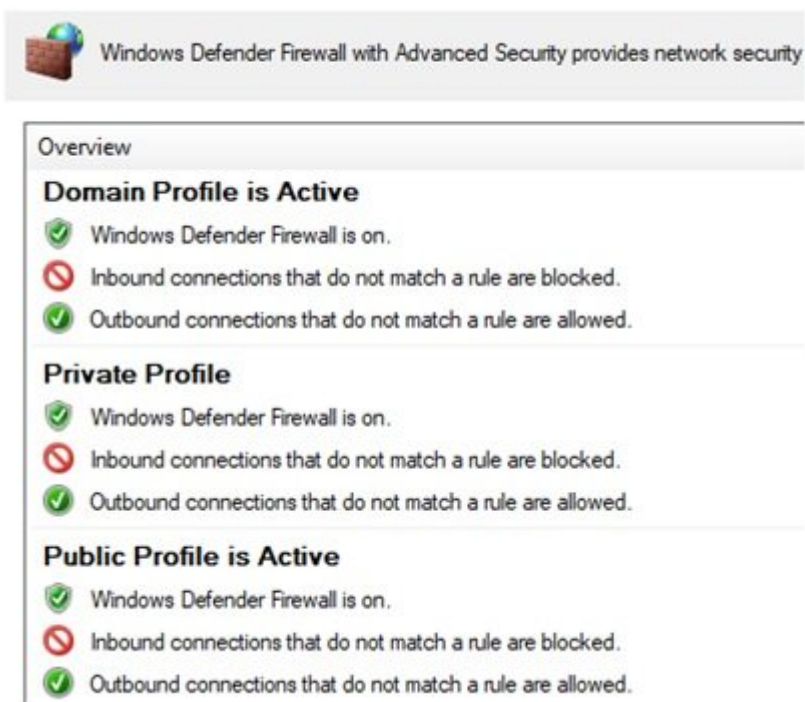 Windows Defender Firewall with Advanced Security provides network security
Overview
Domain Profile is Active
Windows Defender Firewall is on.
Inbound connections that do not match a rule are blocked.
Outbound connections that do not match a rule are allowed.
Private Profile
Windows Defender Firewall is on.
Inbound connections that do not match a rule are blocked.
Outbound connections that do not match a rule are allowed.
Public Profile is Active
Windows Defender Firewall is on.
Inbound connections that do not match a rule are blocked.
Outbound connections that do not match a rule are allowed.